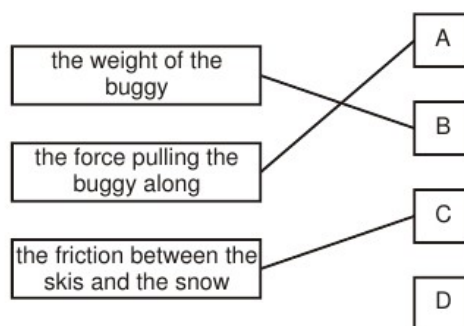 the weight of the
buggy
the force pulling the
buggy along
the friction between the
skis and the snow
A
B
C
D